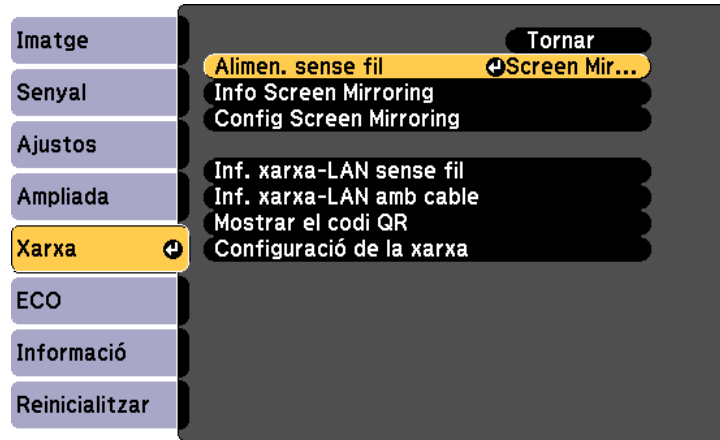 Imatge
Senyal
Ajustos
Ampliada
Xarxa
ECO
Informació
Reinicialitzar
Tornar
Alimen. sense fil Screen Mir...
Info Screen Mirroring
Config Screen Mirroring
Inf. xarxa-LAN sense fil
Inf. xarxa-LAN amb cable
Mostrar el codi QR
Configuració de la xarxa